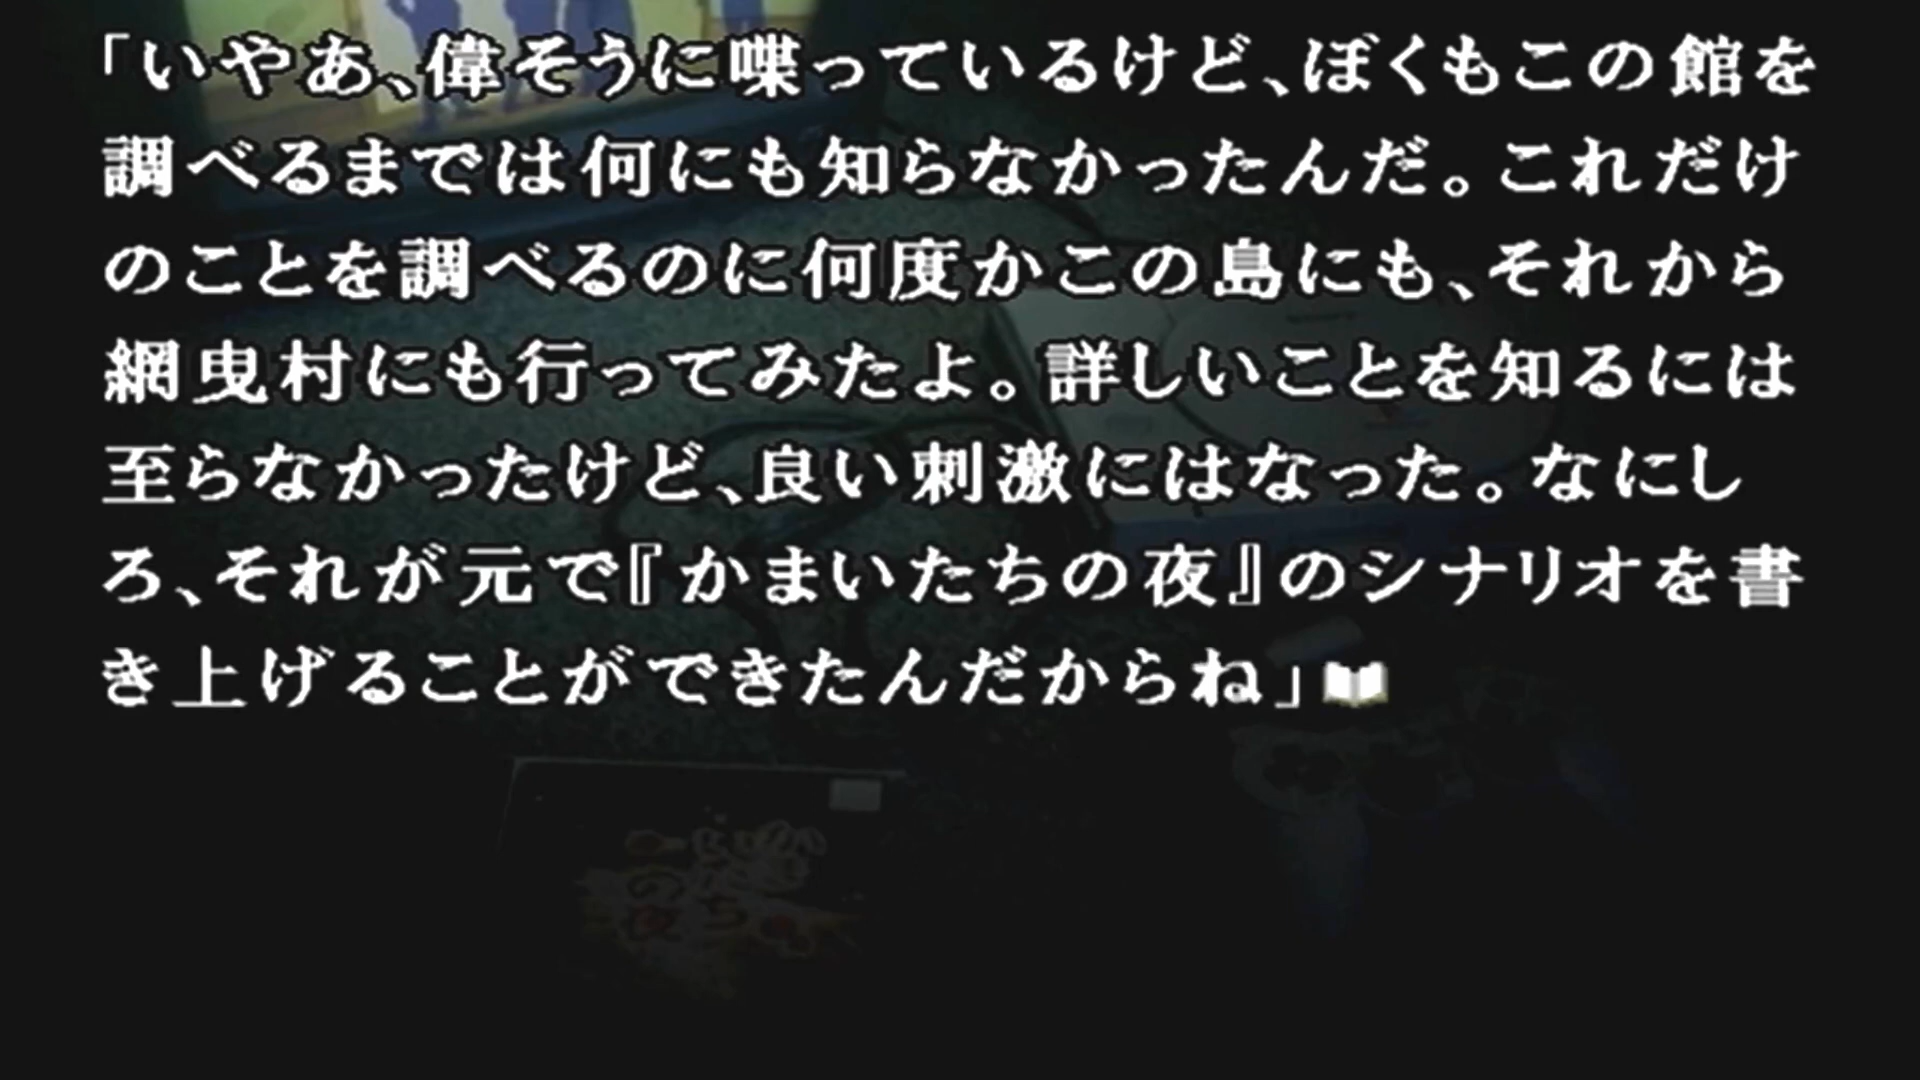 「いやあ、偉そうに喋っているけど、ぼくもこの館を
調べるまでは何にも知らなかったんだ。これだけ
のことを調べるのに何度かこの島にも、それから
網曳村にも行ってみたよ。詳しいことを知るには
至らなかったけど、良い刺激にはなった。なにし
ろ、それが元で『かまいたちの夜』のシナリオを書
き上げることができたんだからね」
かまいたちの夜